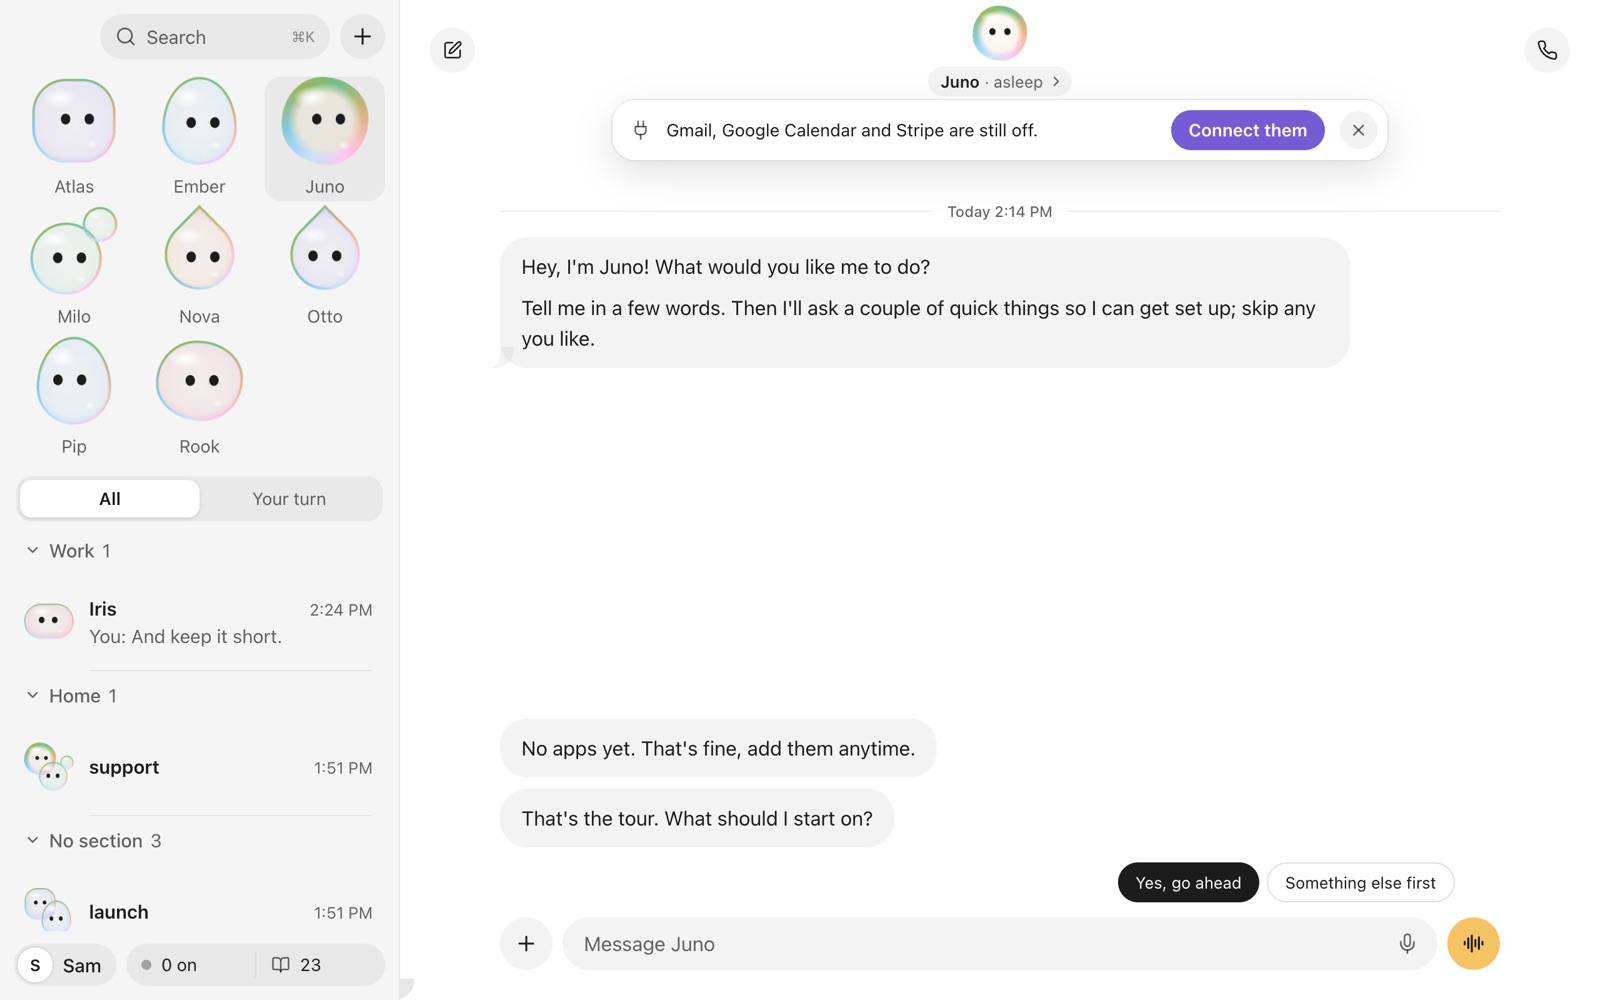 Search
⌘K
Atlas
Ember
Juno
Milo
Nova
Otto
Pip
Rook
All
Your turn
Work 1
Iris
2:24 PM
You: And keep it short.
Home 1
support
1:51 PM
No section 3
launch
1:51 PM
S
Sam
0 on
23
Juno · asleep
Gmail, Google Calendar and Stripe are still off.
Connect them
Today 2:14 PM
Hey, I'm Juno! What would you like me to do?
Tell me in a few words. Then I'll ask a couple of quick things so I can get set up; skip any
you like.
No apps yet. That's fine, add them anytime.
That's the tour. What should I start on?
Yes, go ahead
Something else first
Message Juno